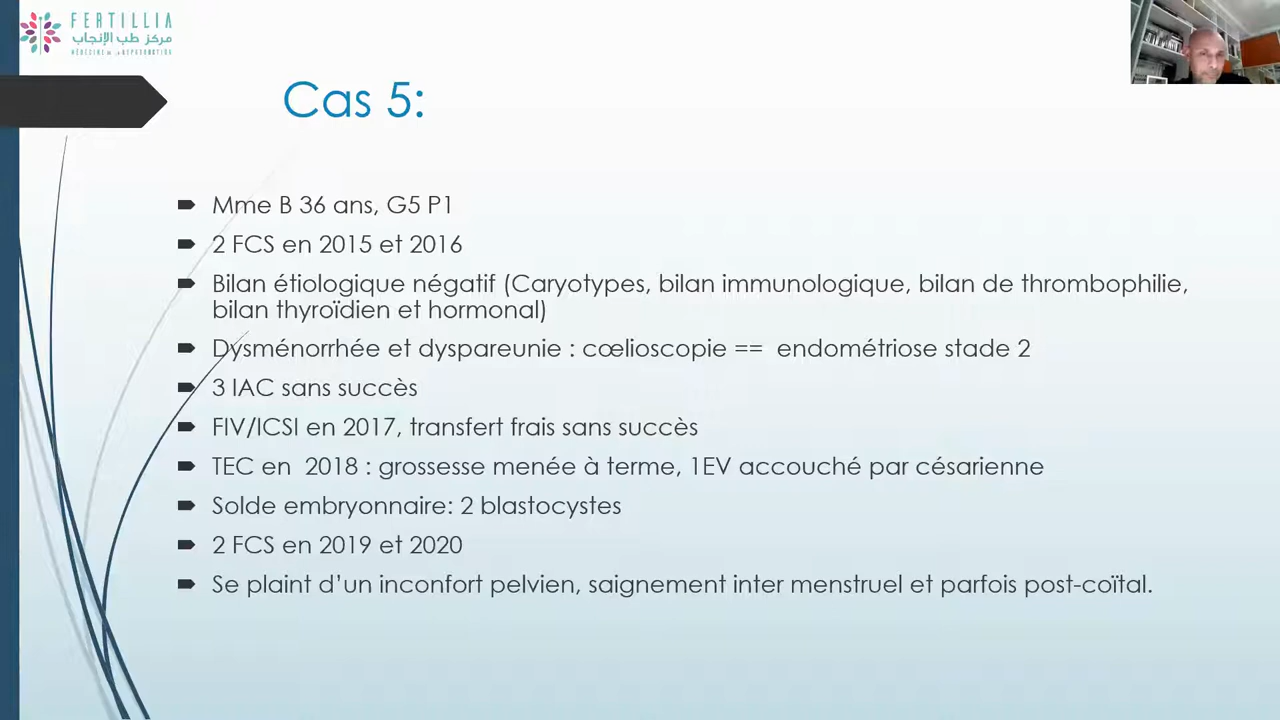 FERTILLIA
مركز طب الإنجاب
MÉDECINE DE LA REPRODUCTION
Cas 5:
Mme B 36 ans, G5 P1
2 FCS en 2015 et 2016
Bilan étiologique négatif (Caryotypes, bilan immunologique, bilan de thrombophilie,
bilan thyroïdien et hormonal)
Dysménorrhée et dyspareunie : cœlioscopie == endométriose stade 2
3 IAC sans succès
FIV/ICSI en 2017, transfert frais sans succès
TEC en 2018 : grossesse menée à terme, 1EV accouché par césarienne
Solde embryonnaire: 2 blastocystes
2 FCS en 2019 et 2020
Se plaint d'un inconfort pelvien, saignement inter menstruel et parfois post-coïtal.